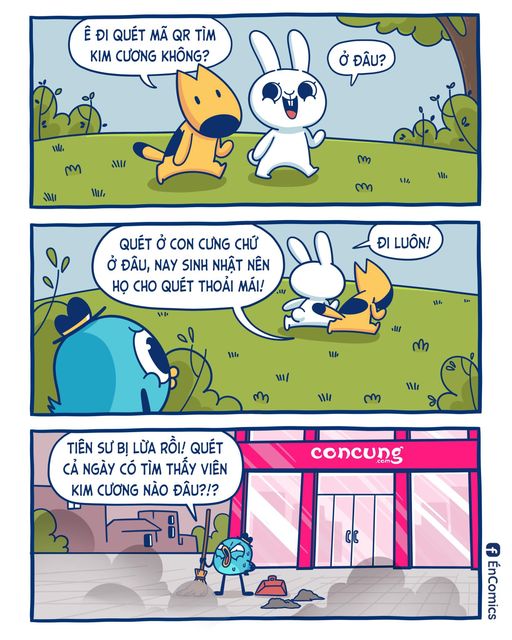 Ê ĐI QUÉT MÃ QR TÌM
KIM CƯƠNG KHÔNG?
Ở ĐÂU?
QUÉT Ở CON CƯNG CHỨ
Ở ĐÂU, NAY SINH NHẬT NÊN
HỌ CHO QUÉT THOẢI MÁI!
ĐI LUÔN!
TIÊN SƯ BỊ LỪA RỒI! QUÉT
CẢ NGÀY CÓ TÌM THẤY VIÊN
KIM CƯƠNG NÀO ĐÂU?!?
concung
.com
ÉnComics